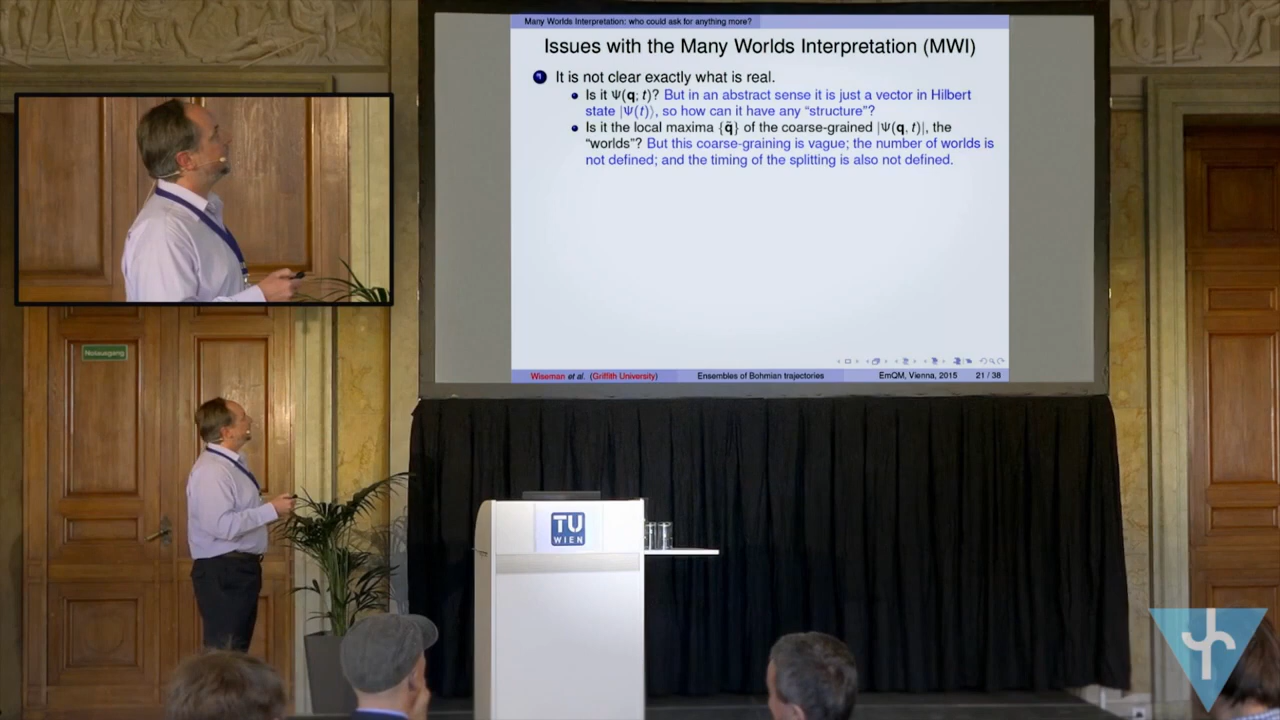 Many Worlds Interpretation: who could ask for anything more?
Issues with the Many Worlds Interpretation (MWI)
1 It is not clear exactly what is real.
• Is it Ψ(q; t)? But in an abstract sense it is just a vector in Hilbert
state |Ψ(t)⟩, so how can it have any “structure”?
• Is it the local maxima {q̄} of the coarse-grained |Ψ(q, t)|, the
“worlds”? But this coarse-graining is vague; the number of worlds is
not defined; and the timing of the splitting is also not defined.
Wiseman et al. (Griffith University) Ensembles of Bohmian trajectories EmQM, Vienna, 2015 21 / 38
Notausgang
TU
WIEN